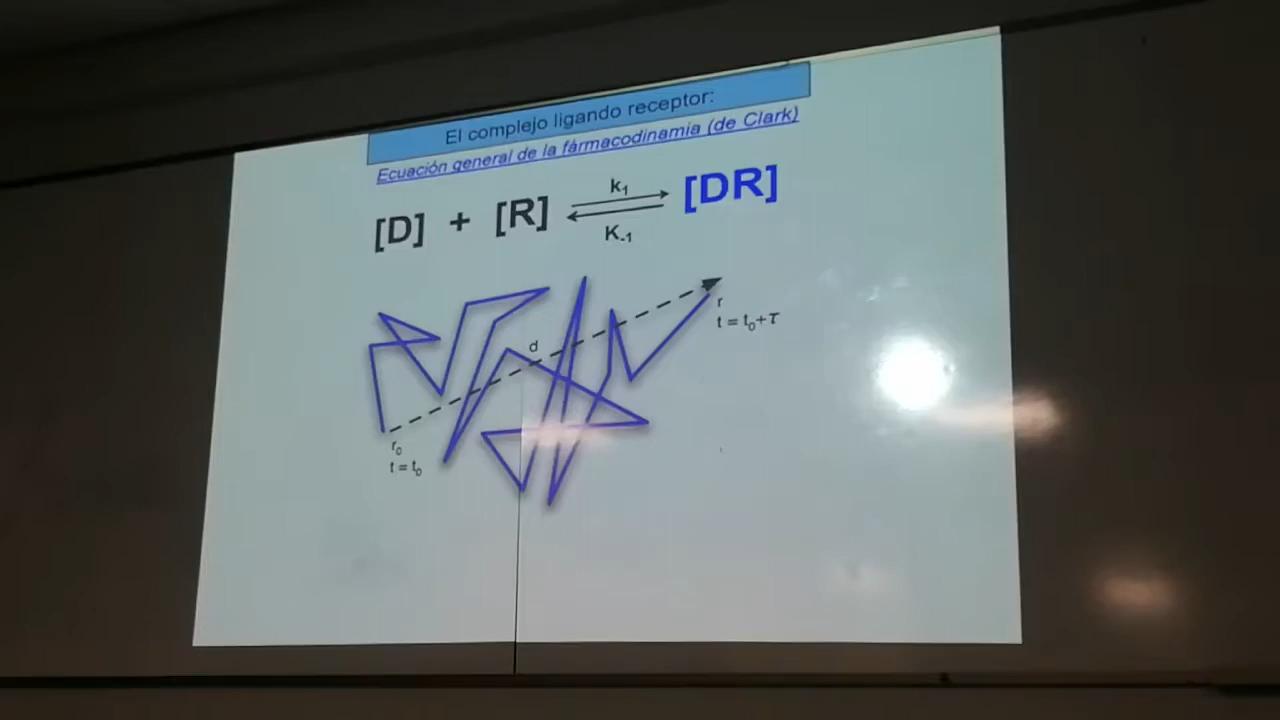 El complejo ligando receptor:
Ecuación general de la fármacodinamia (de Clark)
k1
[D] + [R] [DR]
K-1
d
r
t = t0+τ
r0
t = t0